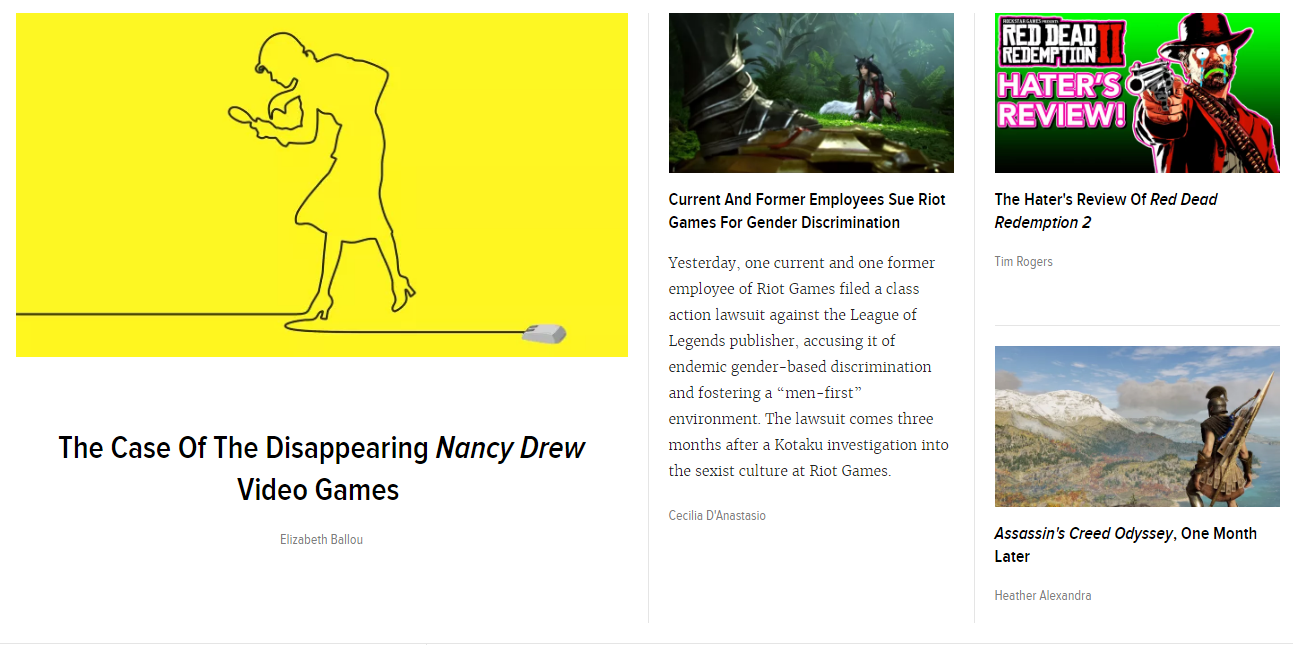 The Case Of The Disappearing Nancy Drew
Video Games
Elizabeth Ballou
Current And Former Employees Sue Riot
Games For Gender Discrimination
Yesterday, one current and one former
employee of Riot Games filed a class
action lawsuit against the League of
Legends publisher, accusing it of
endemic gender-based discrimination
and fostering a “men-first”
environment. The lawsuit comes three
months after a Kotaku investigation into
the sexist culture at Riot Games.
Cecilia D'Anastasio
ROCKSTAR GAMES PRESENTS
RED DEAD
REDEMPTION II
HATER'S
REVIEW!
The Hater's Review Of Red Dead
Redemption 2
Tim Rogers
Assassin's Creed Odyssey, One Month
Later
Heather Alexandra